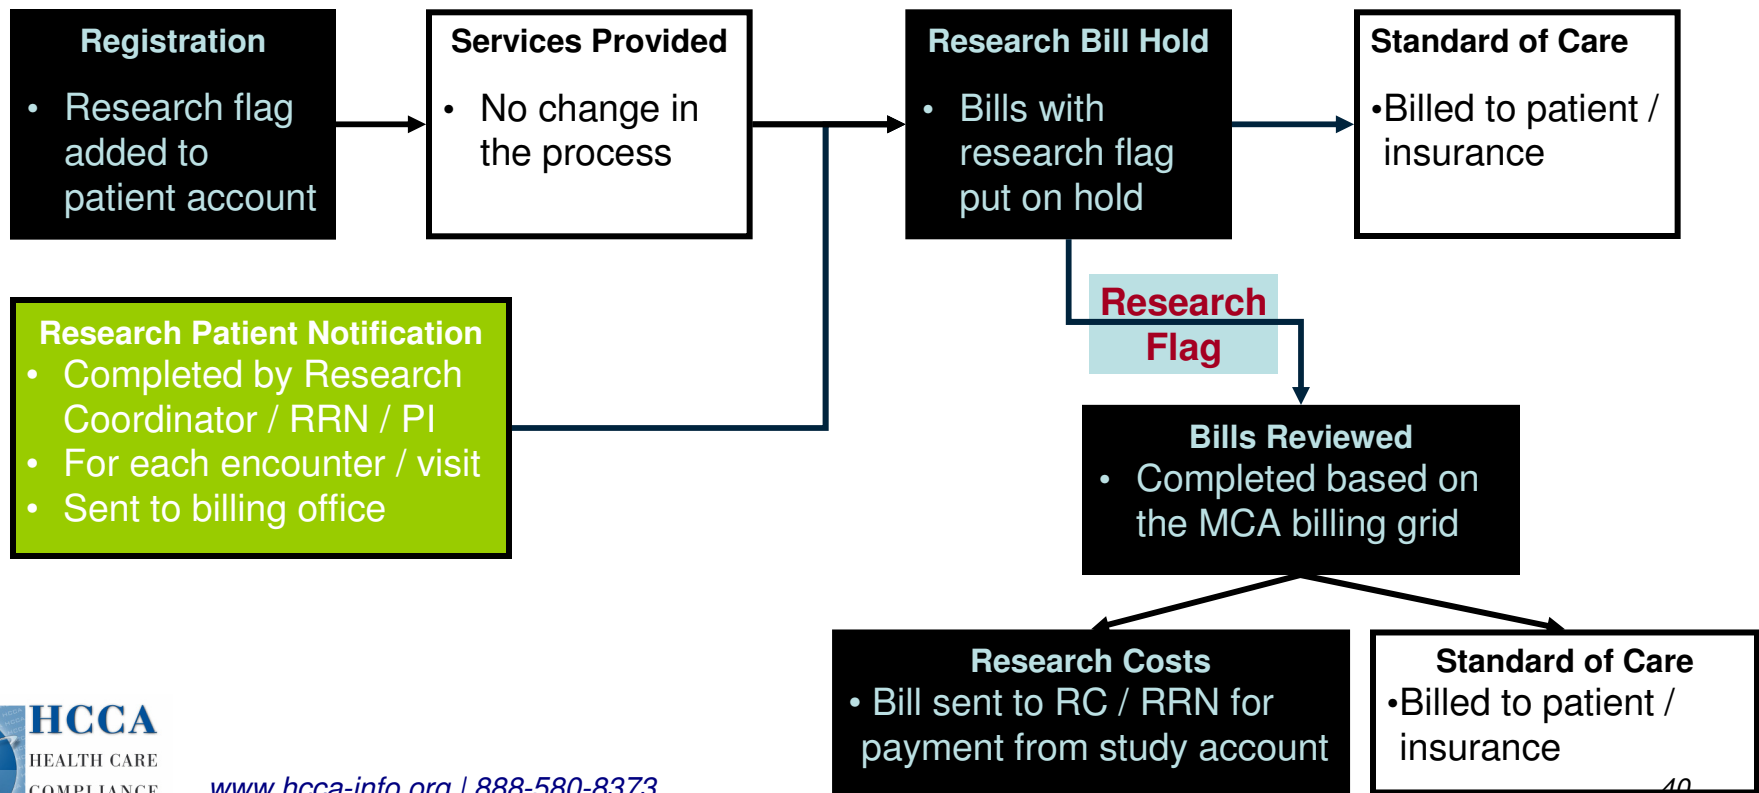 Registration
• Research flag
added to
patient account
Services Provided
• No change in
the process
Research Bill Hold
• Bills with
research flag
put on hold
Standard of Care
•Billed to patient /
insurance
Research Patient Notification
• Completed by Research
Coordinator / RRN / PI
• For each encounter / visit
• Sent to billing office
Research
Flag
Bills Reviewed
• Completed based on
the MCA billing grid
Research Costs
• Bill sent to RC / RRN for
payment from study account
Standard of Care
•Billed to patient /
insurance
HCCA
HEALTH CARE
COMPLIANCE
www.hcca-info.org | 888-580-8373
40